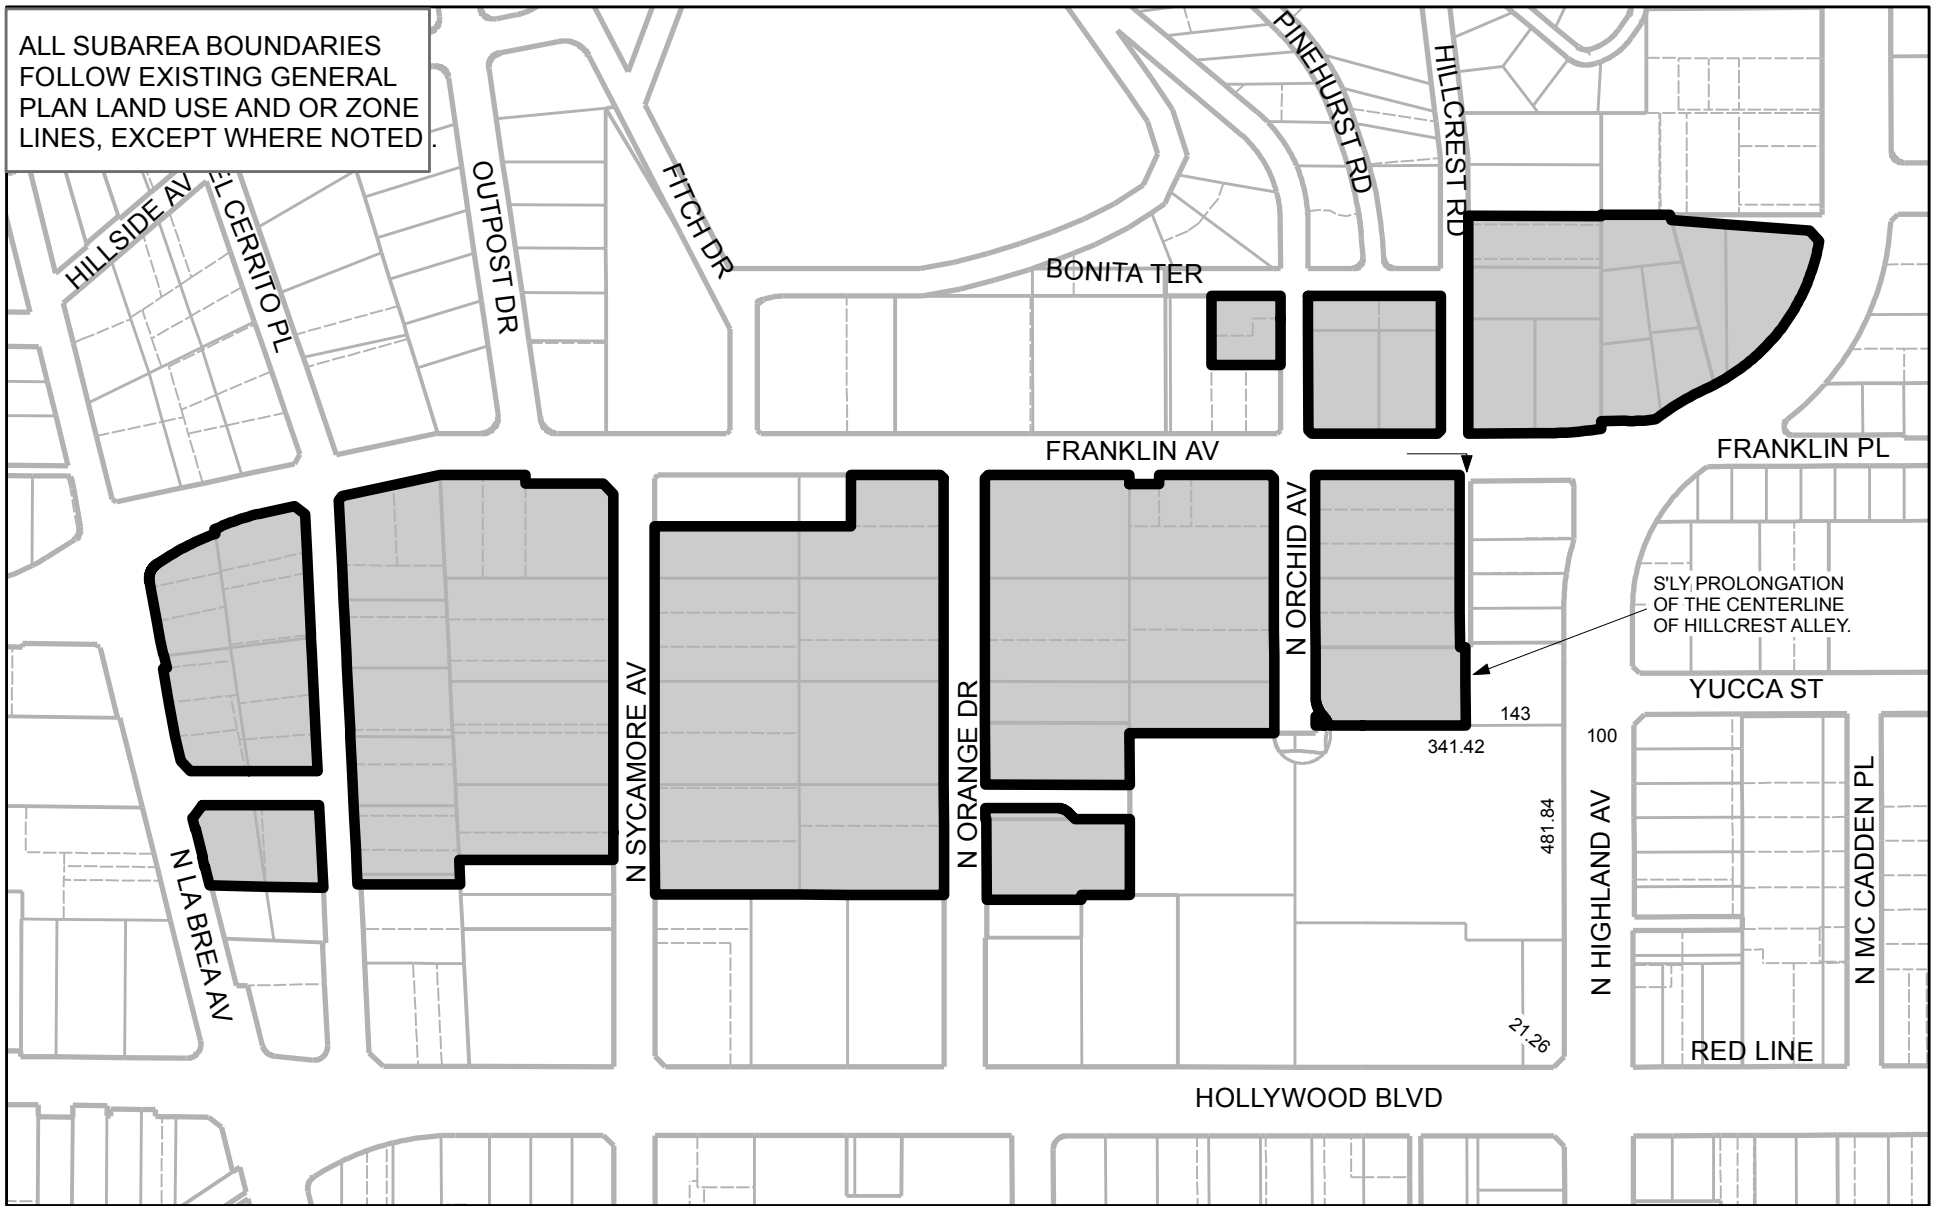 ALL SUBAREA BOUNDARIES
FOLLOW EXISTING GENERAL
PLAN LAND USE AND OR ZONE
LINES, EXCEPT WHERE NOTED.
PINEHURST RD
HILLCREST RD
HILLSIDE AV
EL CERRITO PL
OUTPOST DR
FITCH DR
BONITA TER
FRANKLIN AV
FRANKLIN PL
N ORCHID AV
S'LY PROLONGATION
OF THE CENTERLINE
OF HILLCREST ALLEY.
N SYCAMORE AV
N ORANGE DR
YUCCA ST
143
341.42
100
481.84
N LA BREA AV
N HIGHLAND AV
N MC CADDEN PL
21.26
RED LINE
HOLLYWOOD BLVD